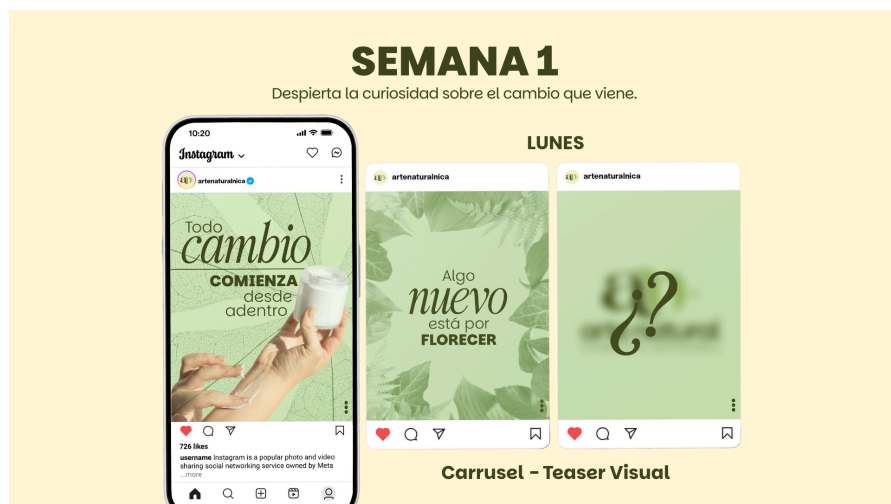 SEMANA 1
Despierta la curiosidad sobre el cambio que viene.
10:20
Instagram
artenaturalnica
Todo
cambio
COMIENZA
desde
adentro
726 likes
username Instagram is a popular photo and video
sharing social networking service owned by Meta
...more
LUNES
artenaturalnica
Algo
nuevo
está por
FLORECER
artenaturalnica
¿?
Carrusel - Teaser Visual